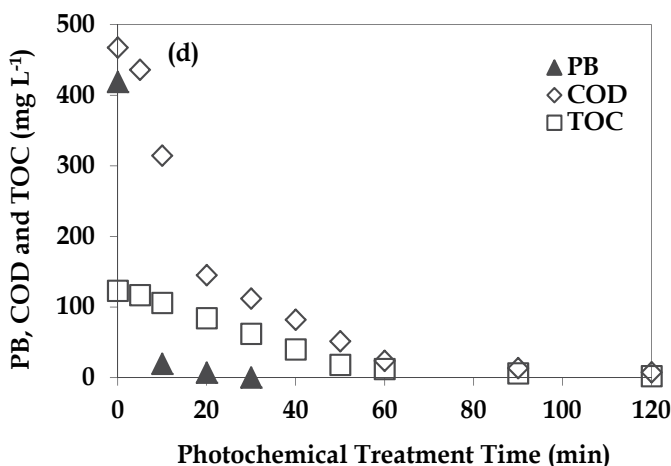 500
(d)
PB
COD
TOC
400
300
200
100
0
PB, COD and TOC (mg L-1)
0 20 40 60 80 100 120
Photochemical Treatment Time (min)